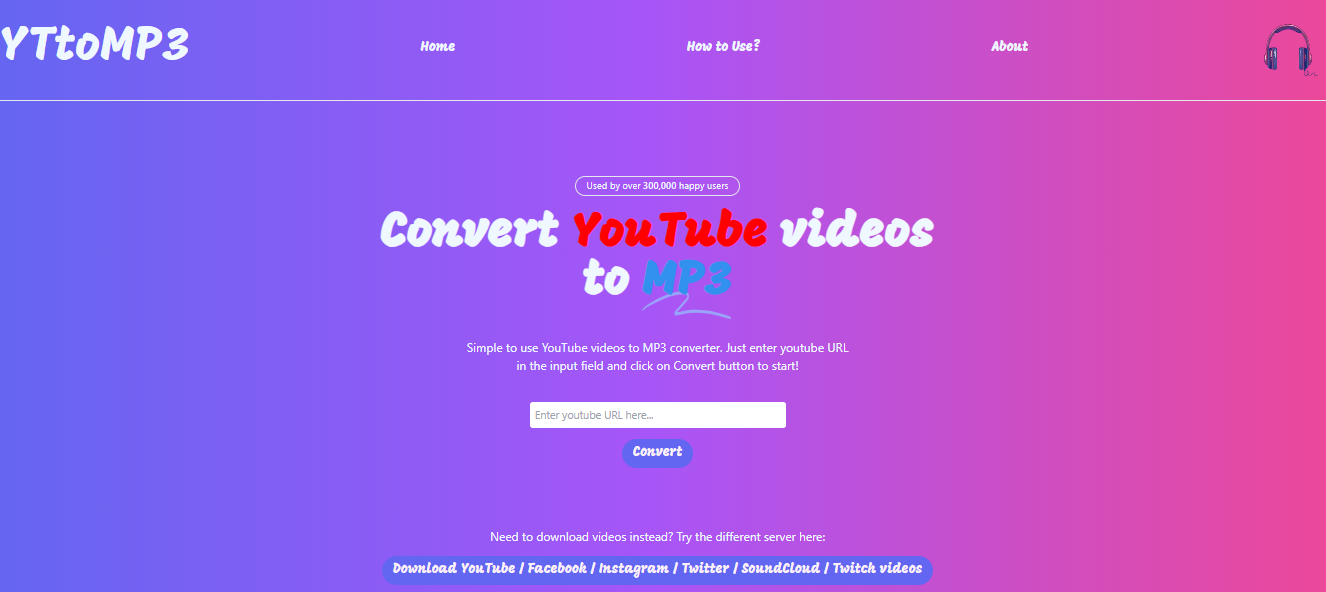 YTtoMP3
Home
How to Use?
About
Used by over 300,000 happy users
Convert YouTube videos
to MP3
Simple to use YouTube videos to MP3 converter. Just enter youtube URL
in the input field and click on Convert button to start!
Enter youtube URL here...
Convert
Need to download videos instead? Try the different server here:
Download YouTube / Facebook / Instagram / Twitter / SoundCloud / Twitch videos